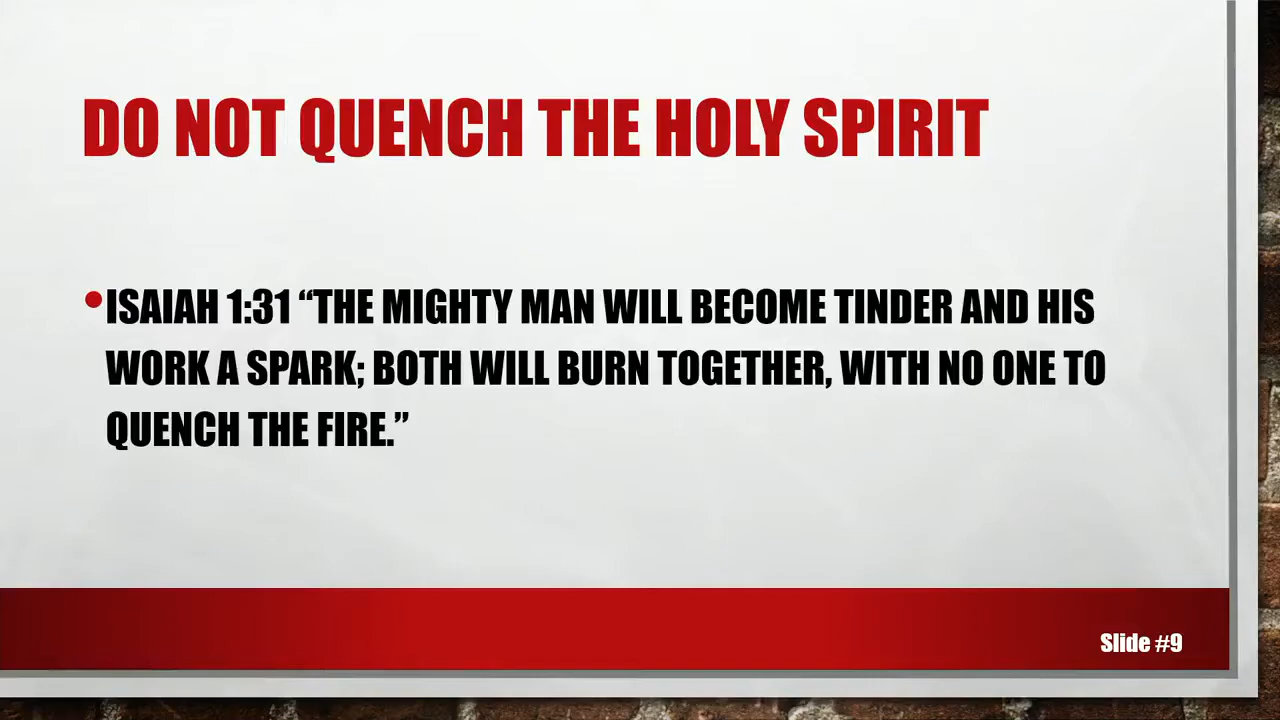 DO NOT QUENCH THE HOLY SPIRIT
•ISAIAH 1:31 “THE MIGHTY MAN WILL BECOME TINDER AND HIS
WORK A SPARK; BOTH WILL BURN TOGETHER, WITH NO ONE TO
QUENCH THE FIRE.”
Slide #9